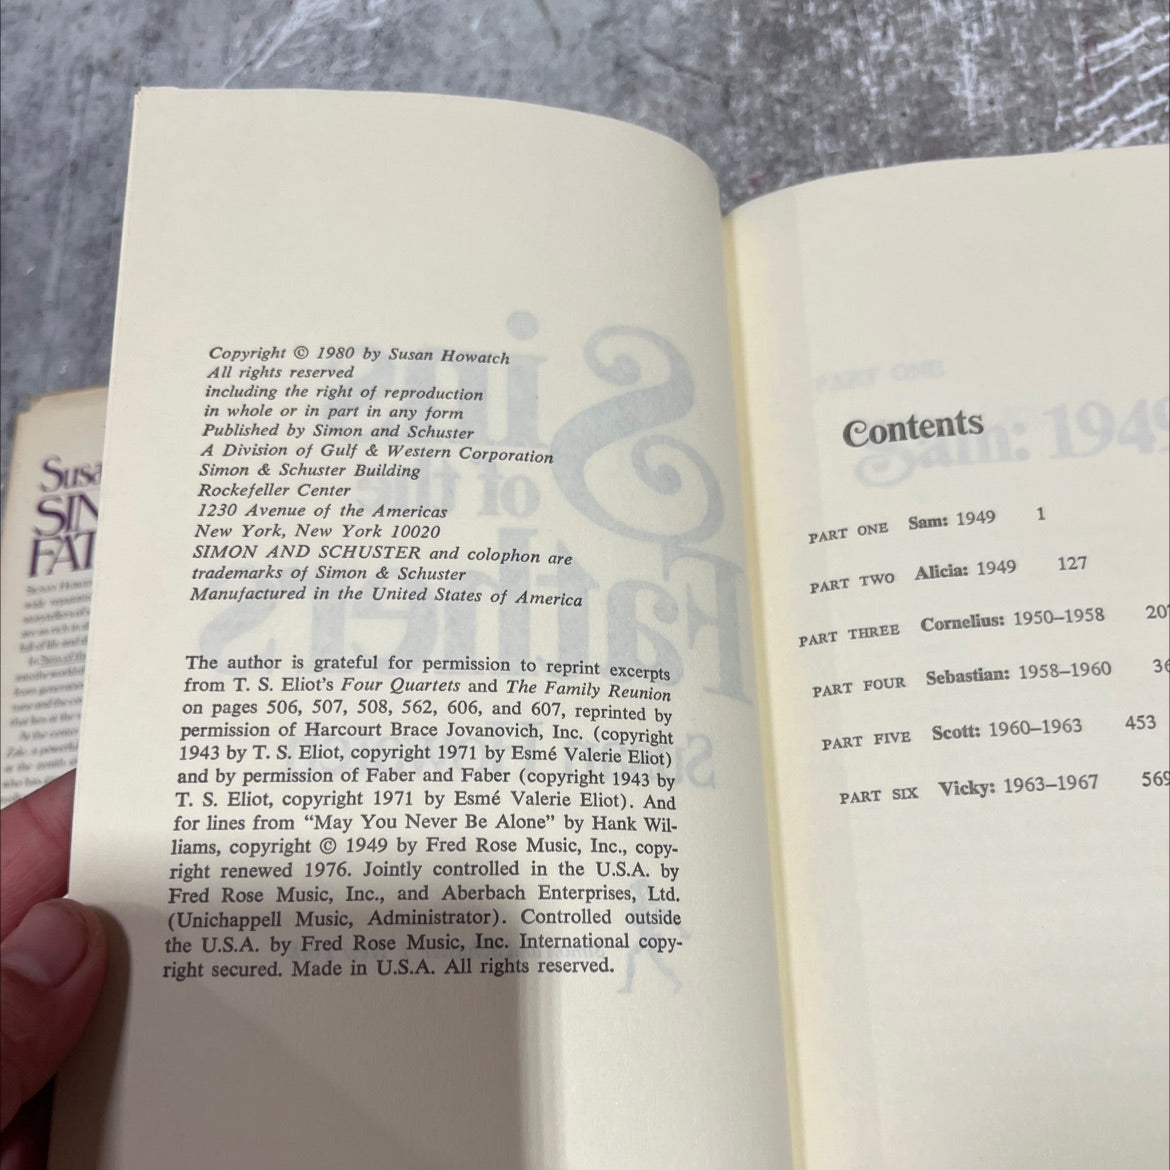 Copyright © 1980 by Susan Howatch
All rights reserved
including the right of reproduction
in whole or in part in any form
Published by Simon and Schuster
A Division of Gulf & Western Corporation
Simon & Schuster Building
Rockefeller Center
1230 Avenue of the Americas
New York, New York 10020
SIMON AND SCHUSTER and colophon are
trademarks of Simon & Schuster
Manufactured in the United States of America
The author is grateful for permission to reprint excerpts
from T. S. Eliot's Four Quartets and The Family Reunion
on pages 506, 507, 508, 562, 606, and 607, reprinted by
permission of Harcourt Brace Jovanovich, Inc. (copyright
1943 by T. S. Eliot, copyright 1971 by Esmé Valerie Eliot)
and by permission of Faber and Faber (copyright 1943 by
T. S. Eliot, copyright 1971 by Esmé Valerie Eliot). And
for lines from "May You Never Be Alone" by Hank Wil-
liams, copyright © 1949 by Fred Rose Music, Inc., copy-
right renewed 1976. Jointly controlled in the U.S.A. by
Fred Rose Music, Inc., and Aberbach Enterprises, Ltd.
(Unichappell Music, Administrator). Controlled outside
the U.S.A. by Fred Rose Music, Inc. International copy-
right secured. Made in U.S.A. All rights reserved.
Contents
PART ONE Sam: 1949 1
PART TWO Alicia: 1949 127
PART THREE Cornelius: 1950–1958 20
PART FOUR Sebastian: 1958–1960 36
PART FIVE Scott: 1960–1963 453
PART SIX Vicky: 1963–1967 569
Susa
SIN
FAT